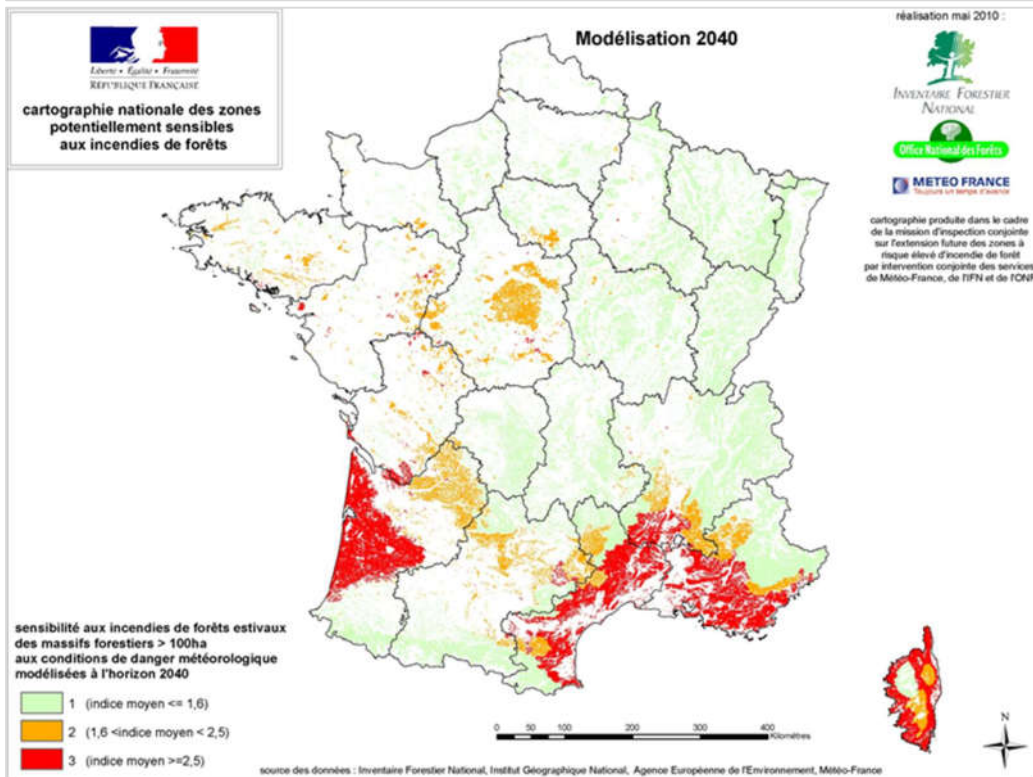 Liberté • Égalité • Fraternité
RÉPUBLIQUE FRANÇAISE
cartographie nationale des zones
potentiellement sensibles
aux incendies de forêts
Modélisation 2040
réalisation mai 2010 :
INVENTAIRE FORESTIER
NATIONAL
Office National des Forêts
METEO FRANCE
Toujours un temps d'avance
cartographie produite dans le cadre
de la mission d'inspection conjointe
sur l'extension future des zones à
risque élevé d'incendie de forêt
par intervention conjointe des services
de Météo-France, de l'IFN et de l'ONF
sensibilité aux incendies de forêts estivaux
des massifs forestiers > 100ha
aux conditions de danger météorologique
modélisées à l'horizon 2040
1 (indice moyen <= 1,6)
2 (1,6 <indice moyen < 2,5)
3 (indice moyen >=2,5)
0 50 100 200 300 400
Kilomètres
N
source des données : Inventaire Forestier National, Institut Géographique National, Agence Européenne de l'Environnement, Météo-France